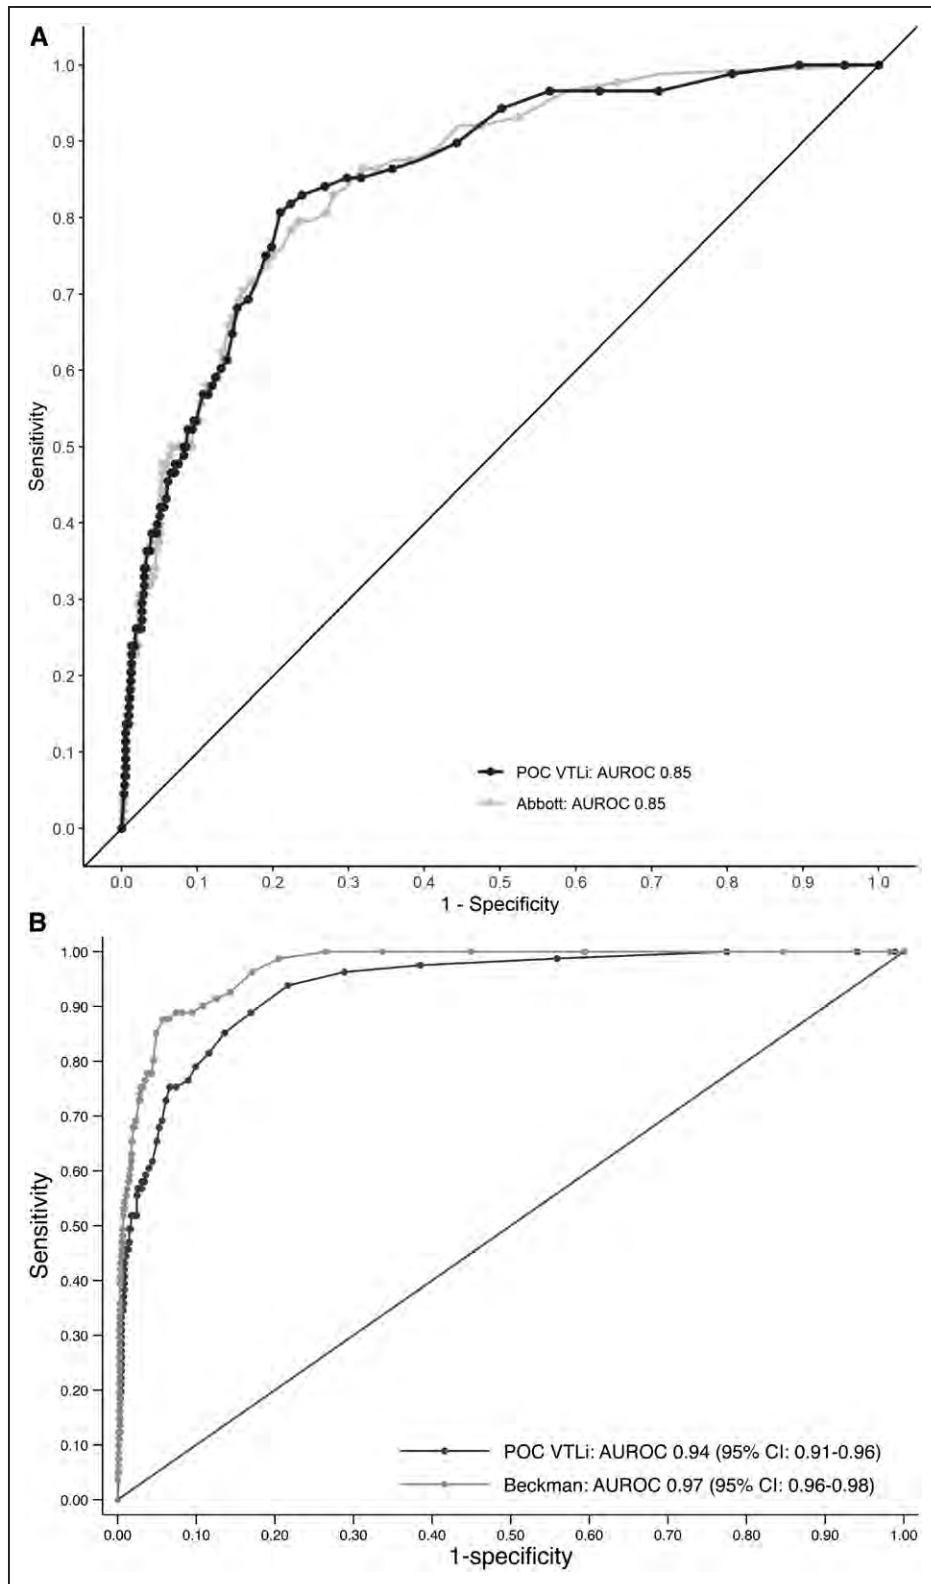 A
1.0
0.9
0.8
0.7
0.6
0.5
0.4
0.3
0.2
0.1
0.0
Sensitivity
POC VTLi: AUROC 0.85
Abbott: AUROC 0.85
0.0 0.1 0.2 0.3 0.4 0.5 0.6 0.7 0.8 0.9 1.0
1 - Specificity
B
1.00
0.90
0.80
0.70
0.60
0.50
0.40
0.30
0.20
0.10
0.00
Sensitivity
POC VTLi: AUROC 0.94 (95% CI: 0.91-0.96)
Beckman: AUROC 0.97 (95% CI: 0.96-0.98)
0.00 0.10 0.20 0.30 0.40 0.50 0.60 0.70 0.80 0.90 1.00
1-specificity